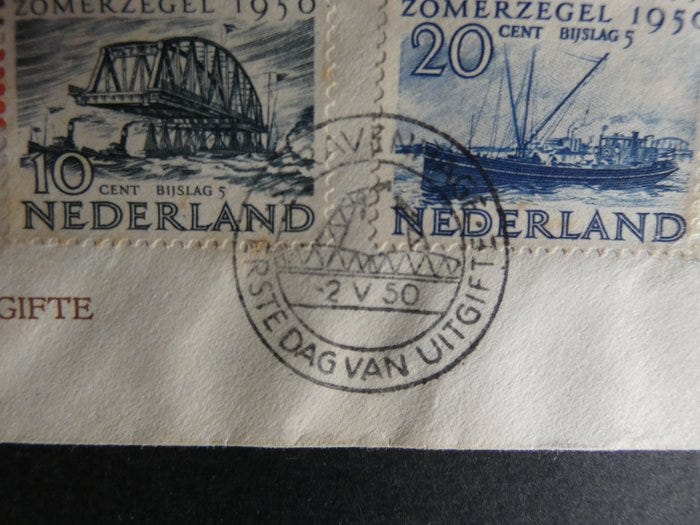 ZOMERZEGEL 1950
10 CENT BIJSLAG 5
NEDERLAND
ZOMERZEGEL 1950
20 CENT BIJSLAG 5
NEDERLAND
-2 V 50
EERSTE DAG VAN UITGIFTE
GIFTE